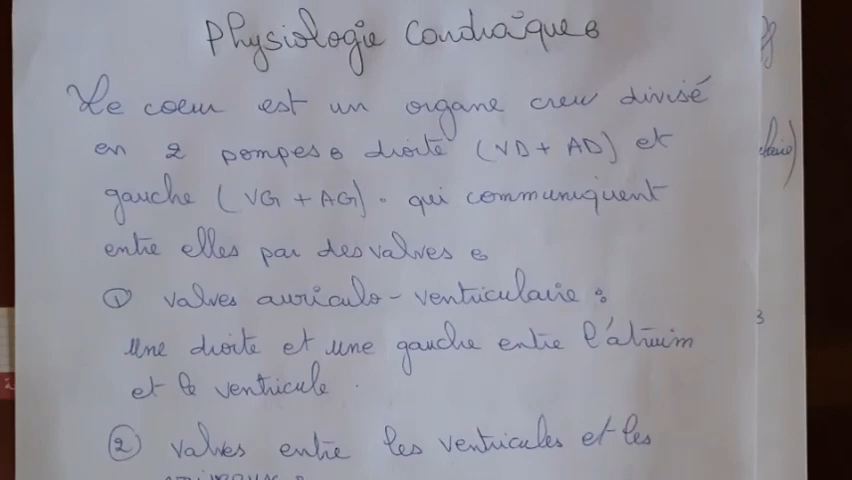 Physiologie Cardiaque
Le coeur est un organe creux divisé
en 2 pompes droite (VD + AD) et
gauche (VG + AG). qui communiquent
entre elles par des valves
① valves auriculo-ventriculaire :
Une droite et une gauche entre l'atrium
et le ventricule.
② valves entre les ventricules et les
3